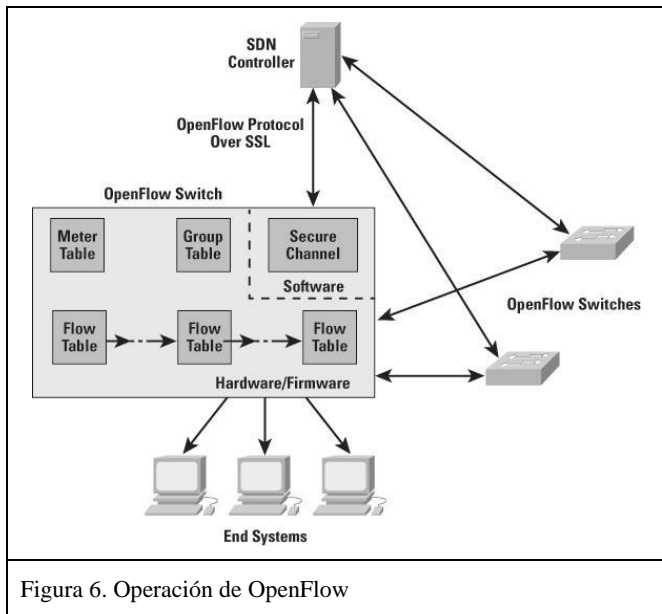 SDN
Controller
OpenFlow Protocol
Over SSL
OpenFlow Switch
Meter
Table
Group
Table
Secure
Channel
Software
OpenFlow Switches
Flow
Table
Flow
Table
Flow
Table
Hardware/Firmware
End Systems
Figura 6. Operación de OpenFlow